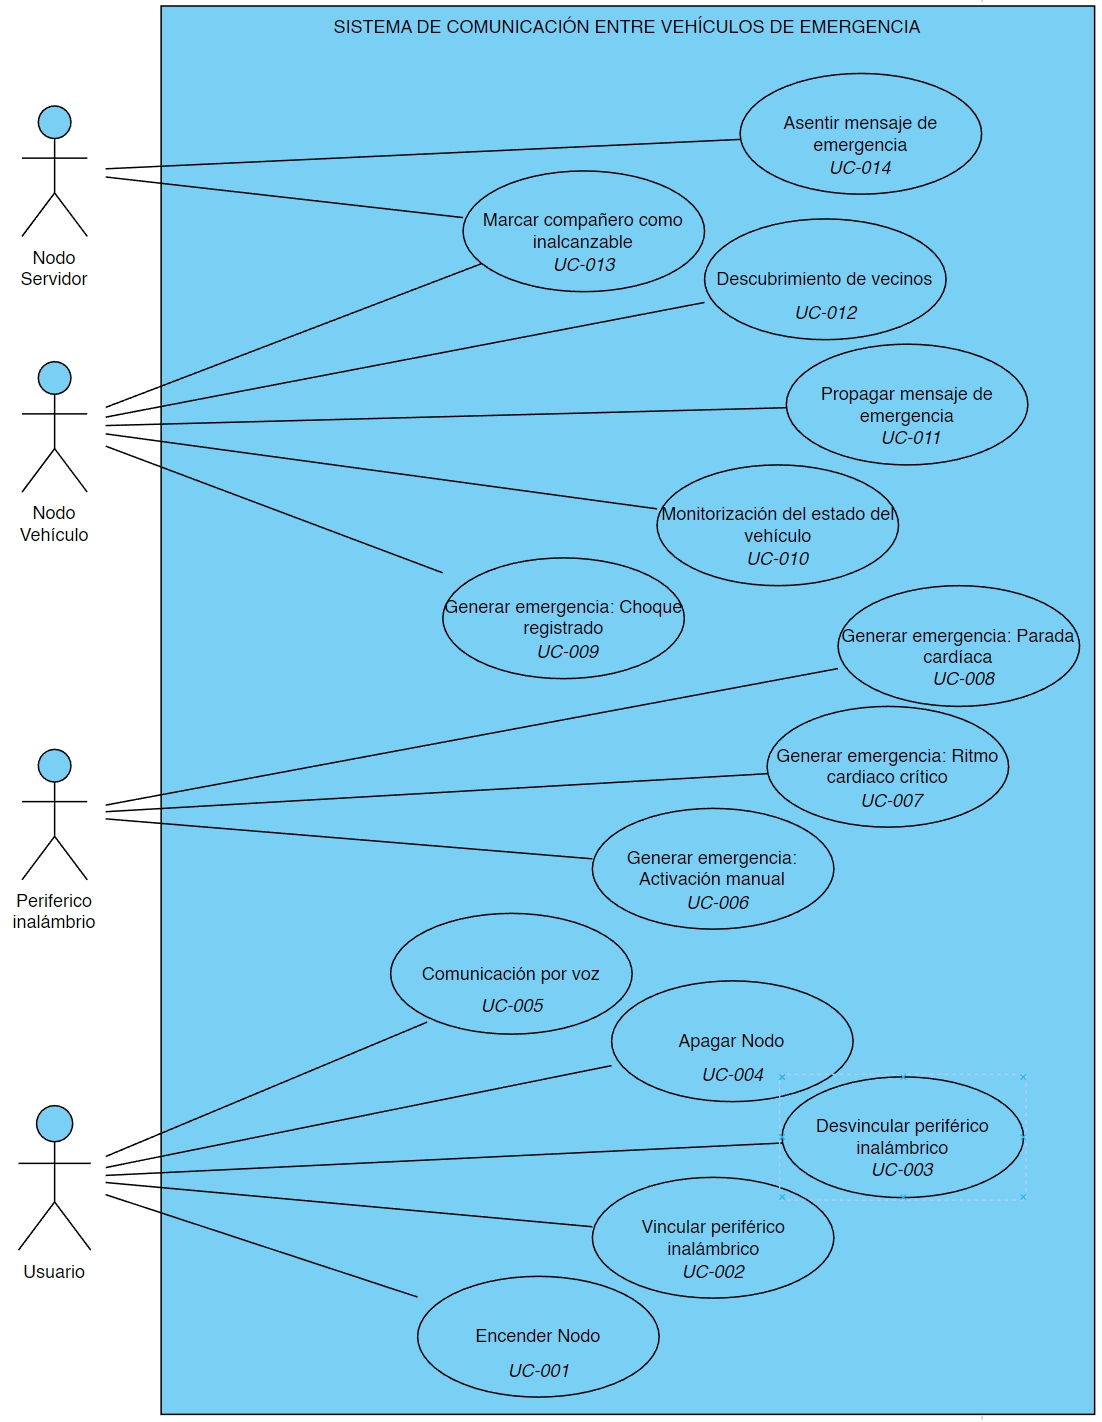 SISTEMA DE COMUNICACIÓN ENTRE VEHÍCULOS DE EMERGENCIA
Asentir mensaje de
emergencia
UC-014
Marcar compañero como
inalcanzable
UC-013
Nodo
Servidor
Descubrimiento de vecinos
UC-012
Propagar mensaje de
emergencia
UC-011
Nodo
Vehículo
Monitorización del estado del
vehículo
UC-010
Generar emergencia: Choque
registrado
UC-009
Generar emergencia: Parada
cardíaca
UC-008
Generar emergencia: Ritmo
cardiaco crítico
UC-007
Generar emergencia:
Activación manual
UC-006
Periferico
inalámbrio
Comunicación por voz
UC-005
Apagar Nodo
UC-004
Desvincular periférico
inalámbrico
UC-003
Vincular periférico
inalámbrico
UC-002
Usuario
Encender Nodo
UC-001